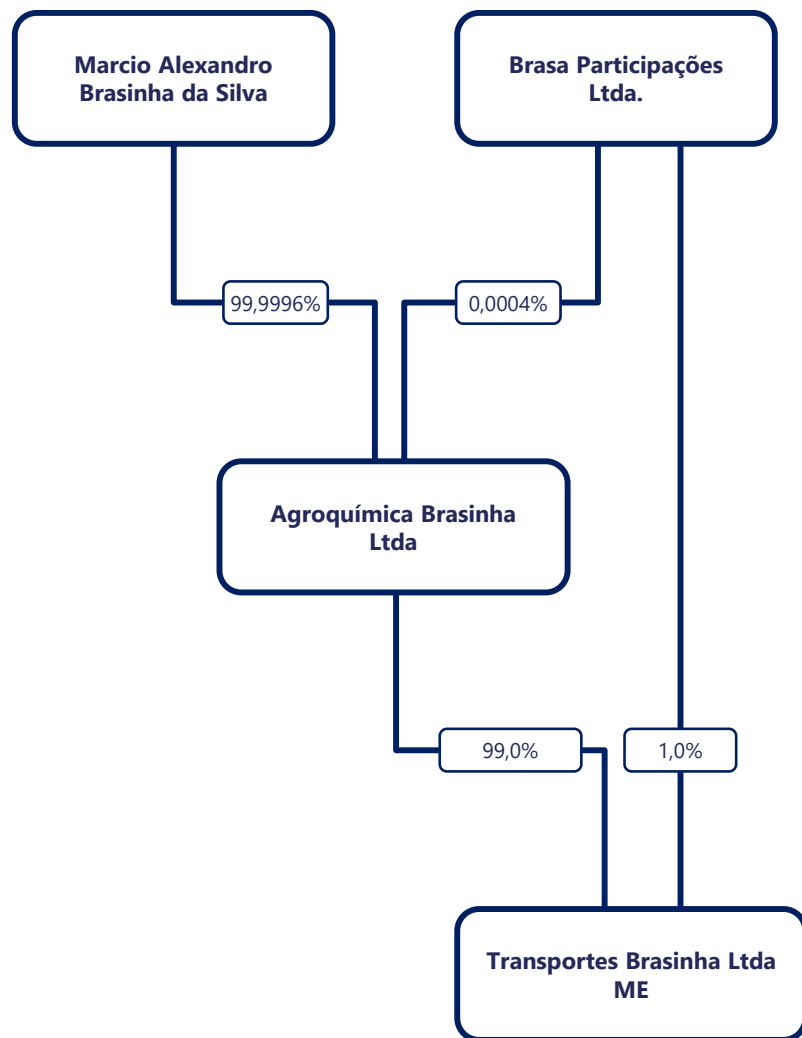 Marcio Alexandro
Brasinha da Silva
Brasa Participações
Ltda.
99,9996%
0,0004%
Agroquímica Brasinha
Ltda
99,0%
1,0%
Transportes Brasinha Ltda
ME